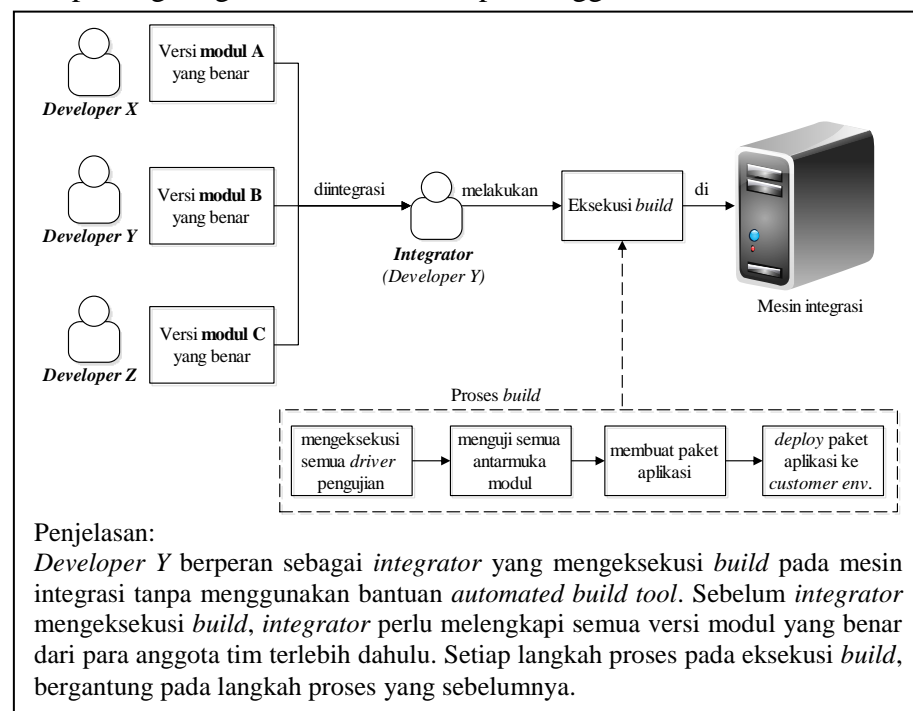 Versi modul A
yang benar
Developer X
Versi modul B
yang benar
Developer Y
Versi modul C
yang benar
Developer Z
diintegrasi
Integrator
(Developer Y)
melakukan
Eksekusi build
di
Mesin integrasi
Proses build
mengeksekusi
semua driver
pengujian
menguji semua
antarmuka
modul
membuat paket
aplikasi
deploy paket
aplikasi ke
customer env.
Penjelasan:
Developer Y berperan sebagai integrator yang mengeksekusi build pada mesin
integrasi tanpa menggunakan bantuan automated build tool. Sebelum integrator
mengeksekusi build, integrator perlu melengkapi semua versi modul yang benar
dari para anggota tim terlebih dahulu. Setiap langkah proses pada eksekusi build,
bergantung pada langkah proses yang sebelumnya.